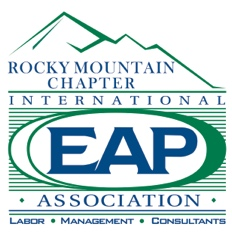 ROCKY MOUNTAIN
CHAPTER
INTERNATIONAL
EAP
· ASSOCIATION ·
LABOR • MANAGEMENT • CONSULTANTS